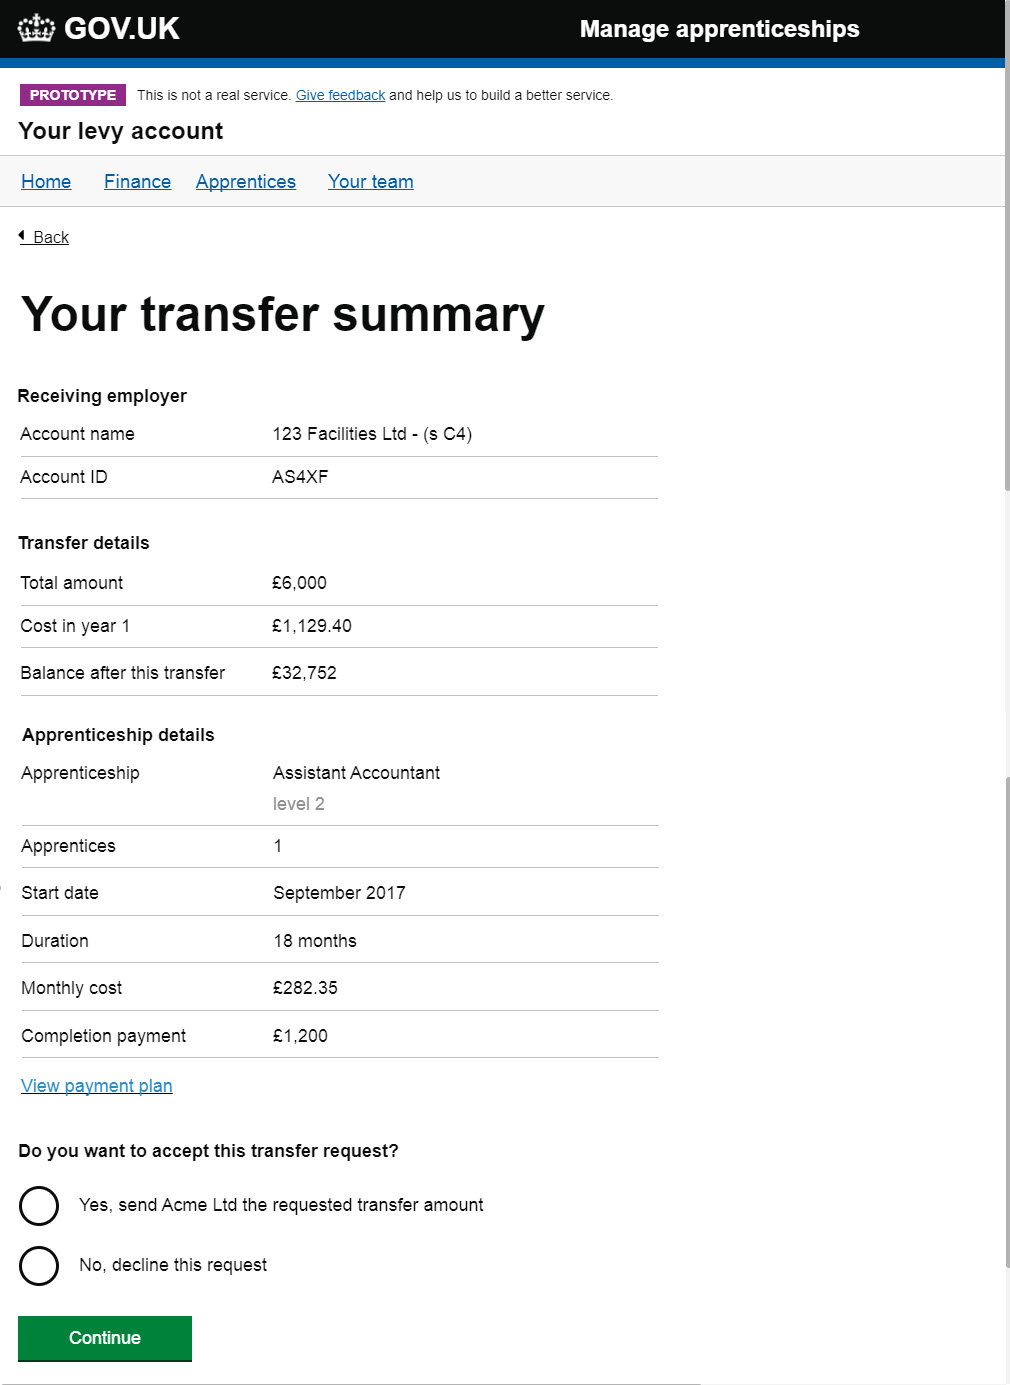 GOV.UK Manage apprenticeships
PROTOTYPE This is not a real service. Give feedback and help us to build a better service.
Your levy account
Home Finance Apprentices Your team
Back
Your transfer summary
Receiving employer
Account name 123 Facilities Ltd - (s C4)
Account ID AS4XF
Transfer details
Total amount £6,000
Cost in year 1 £1,129.40
Balance after this transfer £32,752
Apprenticeship details
Apprenticeship Assistant Accountant
level 2
Apprentices 1
Start date September 2017
Duration 18 months
Monthly cost £282.35
Completion payment £1,200
View payment plan
Do you want to accept this transfer request?
Yes, send Acme Ltd the requested transfer amount
No, decline this request
Continue